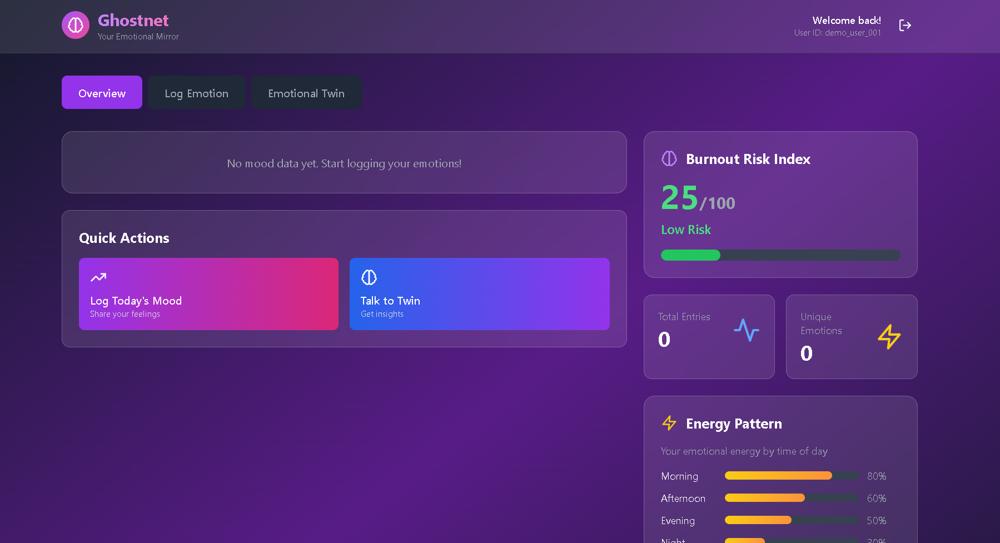 Ghostnet
Your Emotional Mirror
Welcome back!
User ID: demo_user_001
Overview
Log Emotion
Emotional Twin
No mood data yet. Start logging your emotions!
Quick Actions
Log Today's Mood
Share your feelings
Talk to Twin
Get insights
Burnout Risk Index
25/100
Low Risk
Total Entries
0
Unique
Emotions
0
Energy Pattern
Your emotional energy by time of day
Morning 80%
Afternoon 60%
Evening 50%
Night 30%